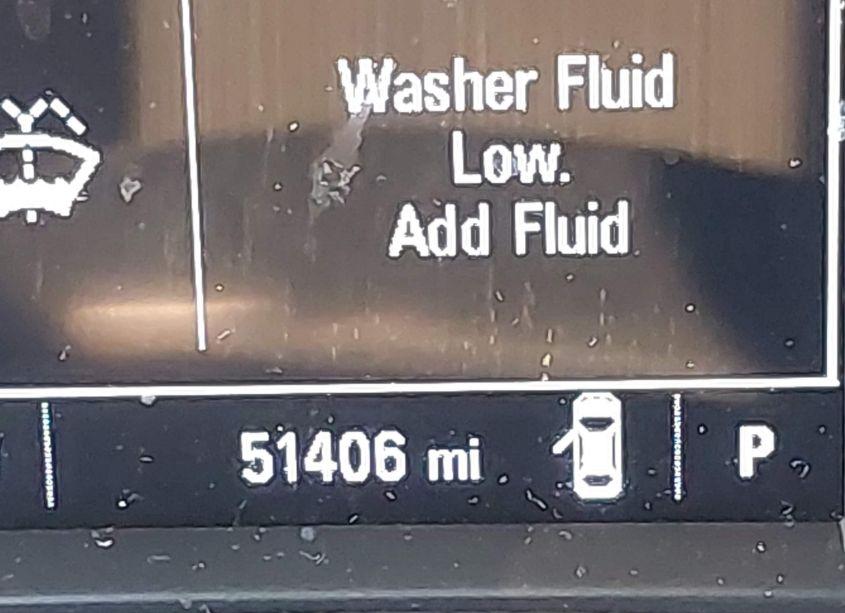 Washer Fluid
Low.
Add Fluid
51406 mi
P